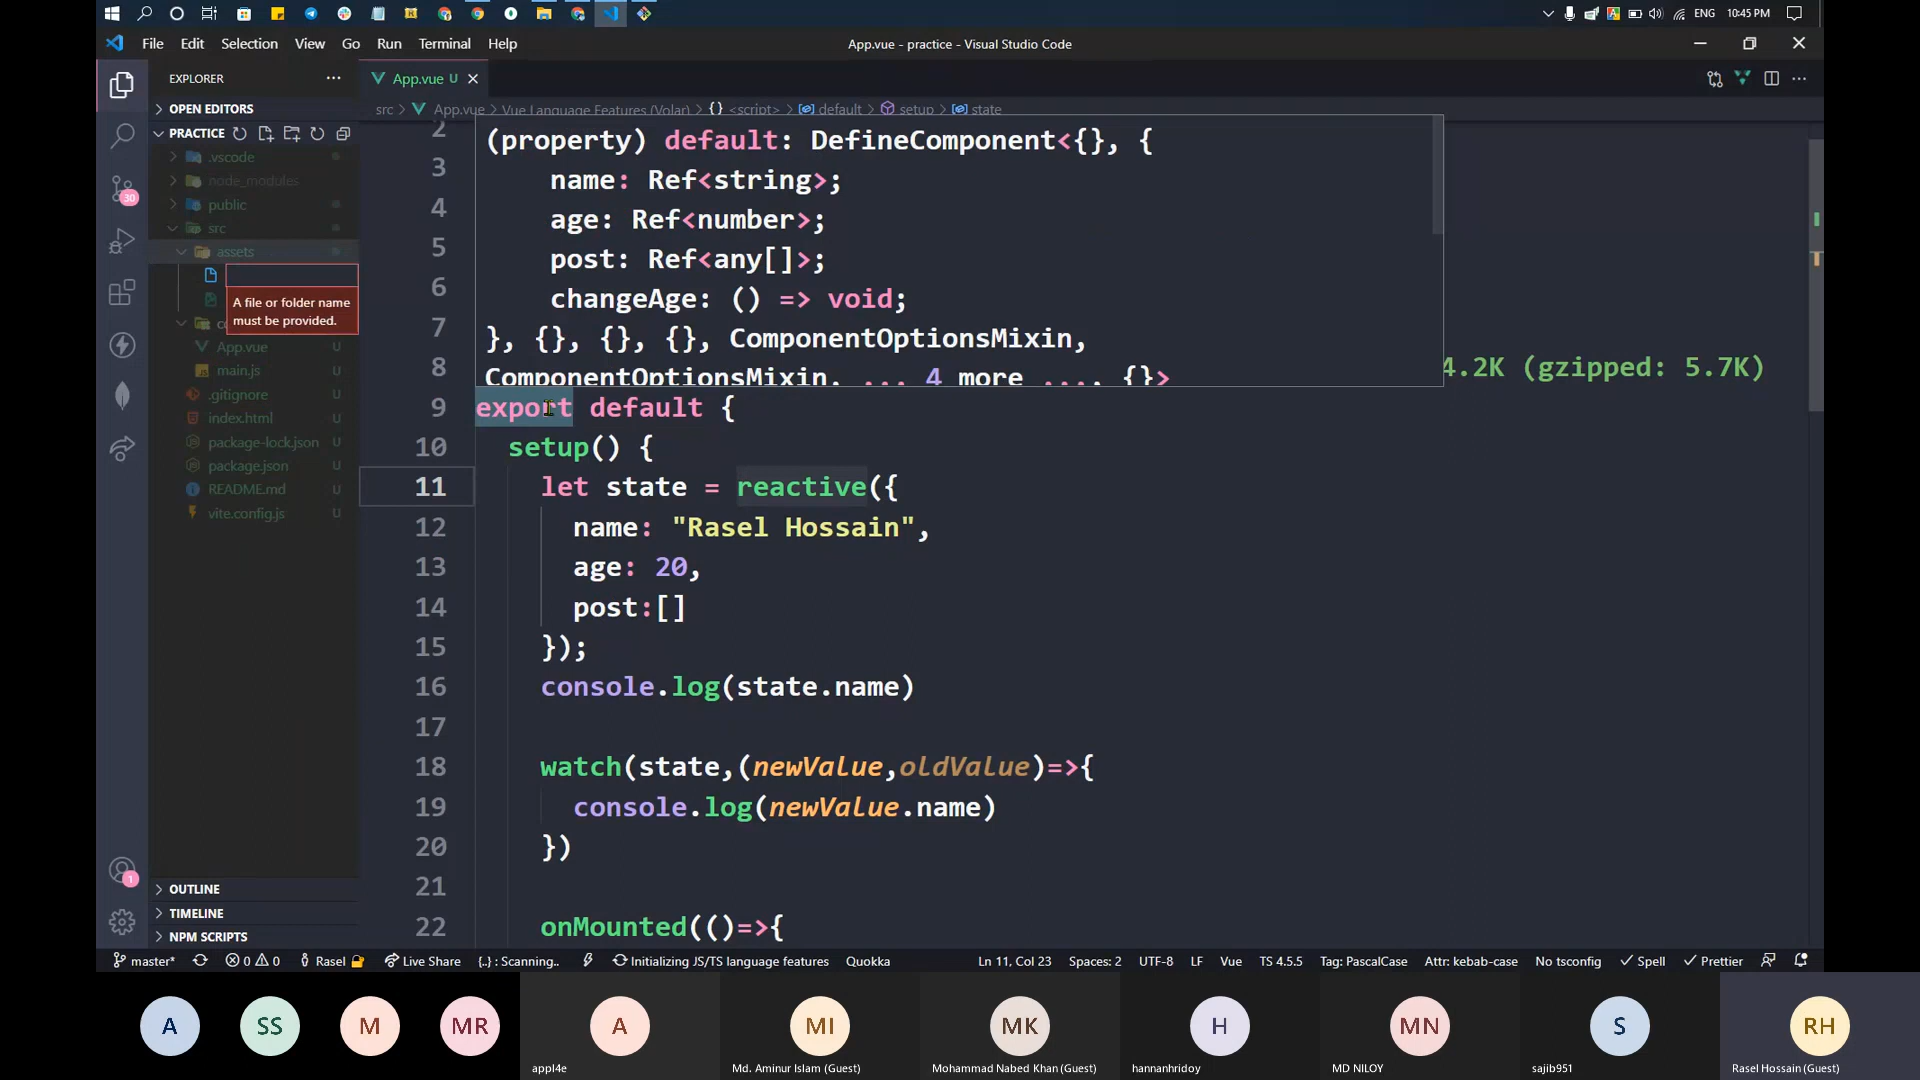 ENG 10:45 PM
File Edit Selection View Go Run Terminal Help
App.vue - practice - Visual Studio Code
EXPLORER
App.vue U
OPEN EDITORS
src > App.vue > Vue Language Features (Volar) > {} <script> > default > setup > state
PRACTICE
.vscode
node_modules
public
src
assets
A file or folder name
must be provided.
App.vue U
main.js U
.gitignore U
index.html U
package-lock.json U
package.json U
README.md U
vite.config.js U
OUTLINE
TIMELINE
NPM SCRIPTS
(property) default: DefineComponent<{}, {
name: Ref<string>;
age: Ref<number>;
post: Ref<any[]>;
changeAge: () => void;
}, {}, {}, {}, ComponentOptionsMixin,
ComponentOptionsMixin, ... 4 more ..., {}>
2
3
4
5
6
7
8 4.2K (gzipped: 5.7K)
9 export default {
10 setup() {
11 let state = reactive({
12 name: "Rasel Hossain",
13 age: 20,
14 post:[]
15 });
16 console.log(state.name)
17
18 watch(state,(newValue,oldValue)=>{
19 console.log(newValue.name)
20 })
21
22 onMounted(()=>{
30
1
master* 0 0 Rasel Live Share {..} : Scanning.. Initializing JS/TS language features Quokka Ln 11, Col 23 Spaces: 2 UTF-8 LF Vue TS 4.5.5 Tag: PascalCase Attr: kebab-case No tsconfig Spell Prettier
A SS M MR A MI MK H MN S RH
appl4e Md. Aminur Islam (Guest) Mohammad Nabed Khan (Guest) hannanhridoy MD NILOY sajib951 Rasel Hossain (Guest)